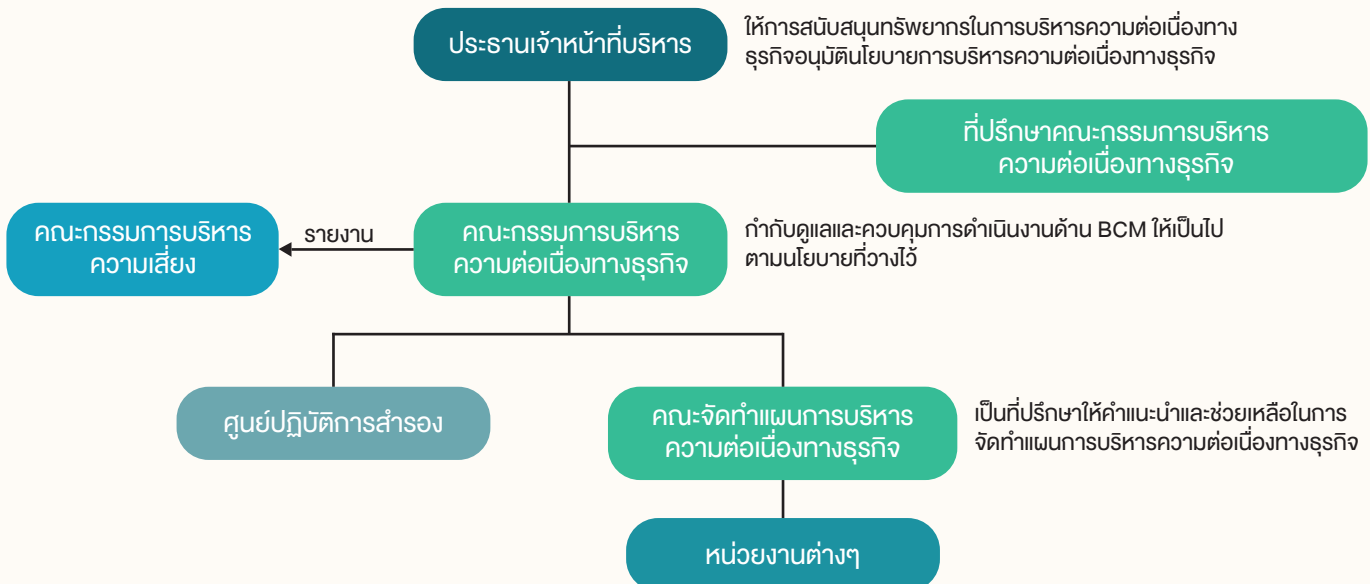 ประธานเจ้าหน้าที่บริหาร
ให้การสนับสนุนทรัพยากรในการบริหารความต่อเนื่องทาง
ธุรกิจอนุมัตินโยบายการบริหารความต่อเนื่องทางธุรกิจ
ที่ปรึกษาคณะกรรมการบริหาร
ความต่อเนื่องทางธุรกิจ
คณะกรรมการบริหาร
ความเสี่ยง
รายงาน
คณะกรรมการบริหาร
ความต่อเนื่องทางธุรกิจ
กำกับดูแลและควบคุมการดำเนินงานด้าน BCM ให้เป็นไป
ตามนโยบายที่วางไว้
ศูนย์ปฏิบัติการสำรอง
คณะจัดทำแผนการบริหาร
ความต่อเนื่องทางธุรกิจ
เป็นที่ปรึกษาให้คำแนะนำและช่วยเหลือในการ
จัดทำแผนการบริหารความต่อเนื่องทางธุรกิจ
หน่วยงานต่างๆ